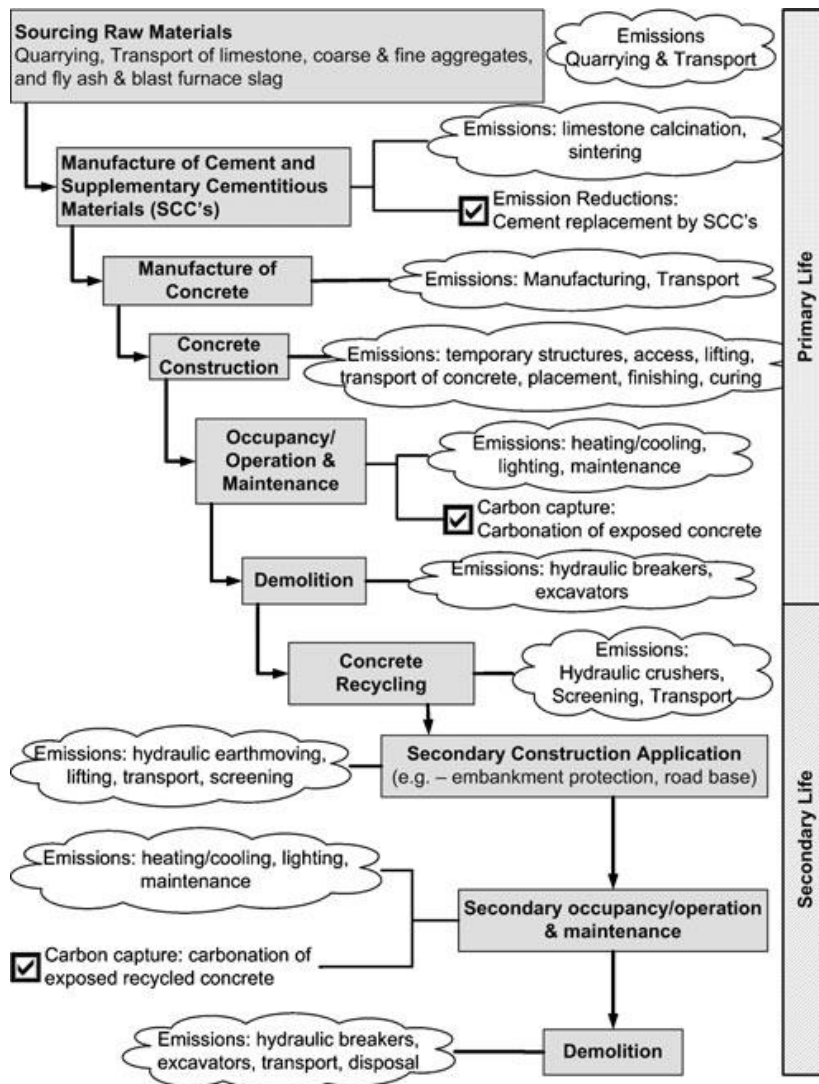 Sourcing Raw Materials
Quarrying, Transport of limestone, coarse & fine aggregates,
and fly ash & blast furnace slag
Emissions
Quarrying & Transport
Emissions: limestone calcination,
sintering
Manufacture of Cement and
Supplementary Cementitious
Materials (SCC's)
Emission Reductions:
Cement replacement by SCC's
Manufacture of
Concrete
Emissions: Manufacturing, Transport
Concrete
Construction
Emissions: temporary structures, access, lifting,
transport of concrete, placement, finishing, curing
Occupancy/
Operation &
Maintenance
Emissions: heating/cooling,
lighting, maintenance
Carbon capture:
Carbonation of exposed concrete
Demolition
Emissions: hydraulic breakers,
excavators
Primary Life
Concrete
Recycling
Emissions:
Hydraulic crushers,
Screening, Transport
Emissions: hydraulic earthmoving,
lifting, transport, screening
Secondary Construction Application
(e.g. – embankment protection, road base)
Emissions: heating/cooling, lighting,
maintenance
Secondary occupancy/operation
& maintenance
Carbon capture: carbonation of
exposed recycled concrete
Emissions: hydraulic breakers,
excavators, transport, disposal
Demolition
Secondary Life